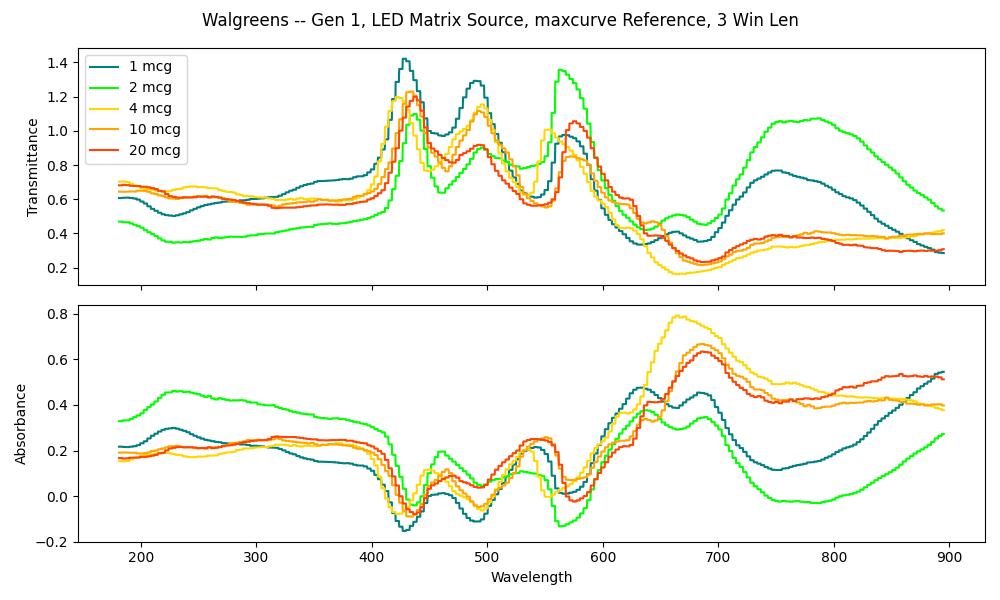 Walgreens -- Gen 1, LED Matrix Source, maxcurve Reference, 3 Win Len
Transmittance
1.4
1.2
1.0
0.8
0.6
0.4
0.2
1 mcg
2 mcg
4 mcg
10 mcg
20 mcg
Absorbance
0.8
0.6
0.4
0.2
0.0
−0.2
200 300 400 500 600 700 800 900
Wavelength